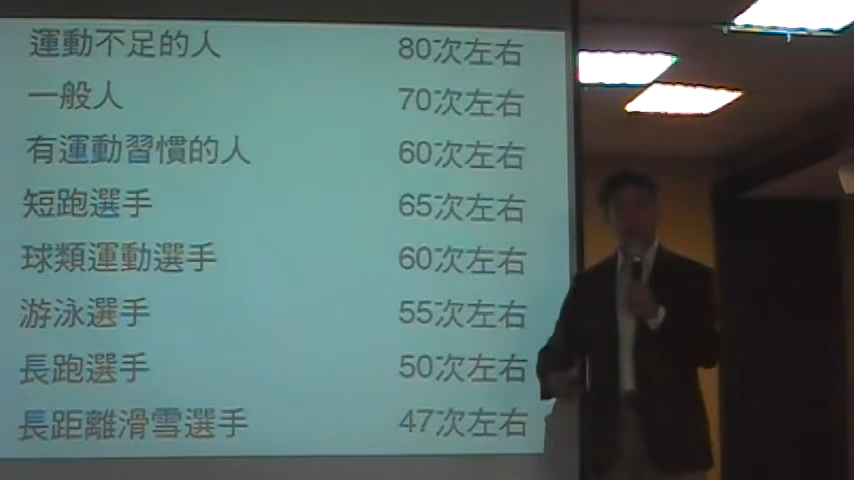 運動不足的人 80次左右
一般人 70次左右
有運動習慣的人 60次左右
短跑選手 65次左右
球類運動選手 60次左右
游泳選手 55次左右
長跑選手 50次左右
長距離滑雪選手 47次左右